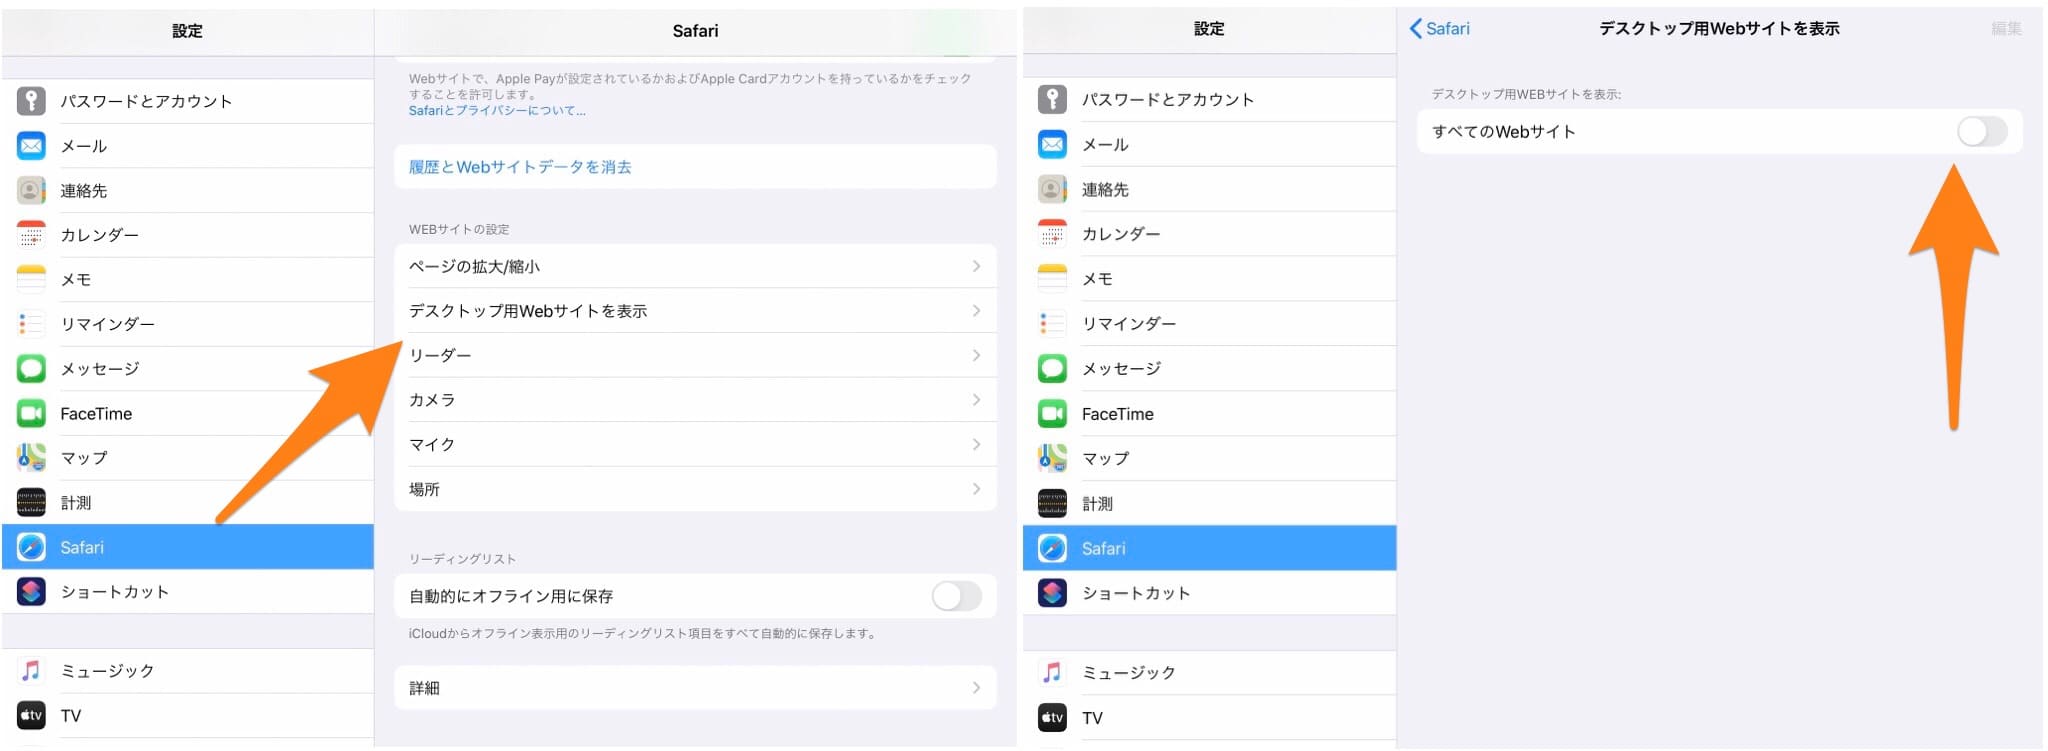 設定
パスワードとアカウント
メール
連絡先
カレンダー
メモ
リマインダー
メッセージ
FaceTime
マップ
計測
Safari
ショートカット
ミュージック
tv
TV
Safari
Webサイトで、Apple Payが設定されているかおよびApple Cardアカウントを持っているかをチェック
することを許可します。
Safariとプライバシーについて...
履歴とWebサイトデータを消去
WEBサイトの設定
ページの拡大/縮小
デスクトップ用Webサイトを表示
リーダー
カメラ
マイク
場所
リーディングリスト
自動的にオフライン用に保存
iCloudからオフライン表示用のリーディングリスト項目をすべて自動的に保存します。
詳細
設定
パスワードとアカウント
メール
連絡先
カレンダー
メモ
リマインダー
メッセージ
FaceTime
マップ
計測
Safari
ショートカット
ミュージック
tv
TV
Safari
デスクトップ用Webサイトを表示
編集
デスクトップ用WEBサイトを表示:
すべてのWebサイト